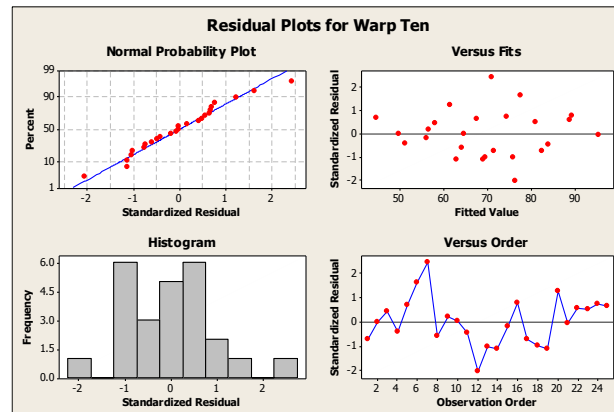 Residual Plots for Warp Ten
Normal Probability Plot
99
90
50
10
1
Percent
-2 -1 0 1 2
Standardized Residual
Versus Fits
2
1
0
-1
-2
Standardized Residual
50 60 70 80 90
Fitted Value
Histogram
6.0
4.5
3.0
1.5
0.0
Frequency
-2 -1 0 1 2
Standardized Residual
Versus Order
2
1
0
-1
-2
Standardized Residual
2 4 6 8 10 12 14 16 18 20 22 24
Observation Order